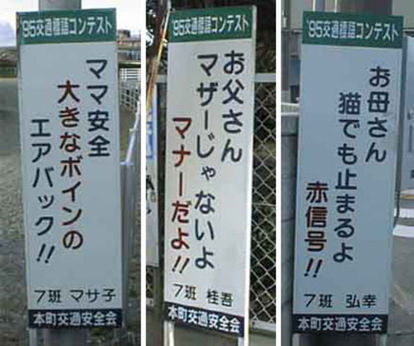 '95交通標語コンテスト
ママ安全
大きなボインの
エアバック!!
7班 マサ子
本町交通安全会
'95交通標語コンテスト
お父さん
マザーじゃないよ
マナーだよ!!
7班 桂吾
本町交通安全会
'95交通標語コンテスト
お母さん
猫でも止まるよ
赤信号!!
7班 弘幸
本町交通安全会